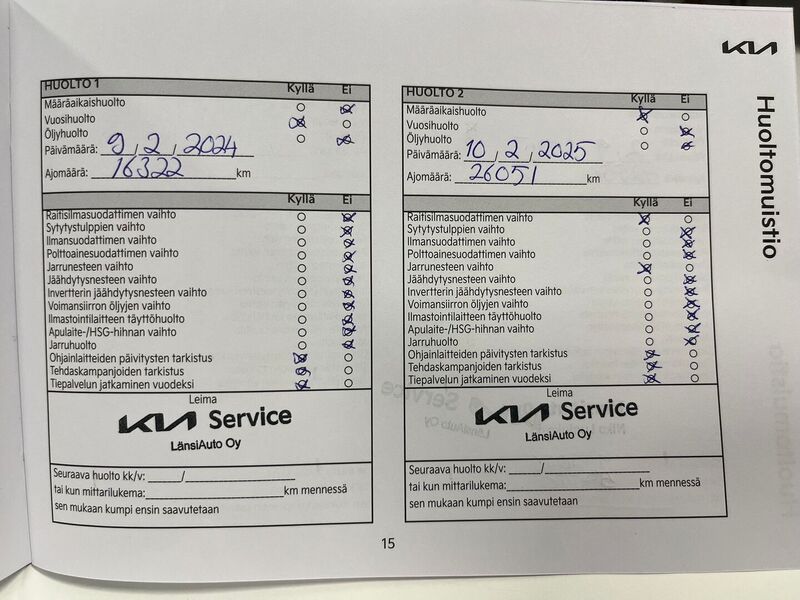 KIA
Huoltomuistio
HUOLTO 1 Kyllä Ei
Määräaikaishuolto
Vuosihuolto
Öljyhuolto
Päivämäärä: 9, 2, 2024
Ajomäärä: 16322 km
Kyllä Ei
Raitisilmasuodattimen vaihto
Sytytystulppien vaihto
Ilmansuodattimen vaihto
Polttoainesuodattimen vaihto
Jarrunesteen vaihto
Jäähdytysnesteen vaihto
Invertterin jäähdytysnesteen vaihto
Voimansiirron öljyjen vaihto
Ilmastointilaitteen täyttöhuolto
Apulaite-/HSG-hihnan vaihto
Jarruhuolto
Ohjainlaitteiden päivitysten tarkistus
Tehdaskampanjoiden tarkistus
Tiepalvelun jatkaminen vuodeksi
Leima
KIA Service
LänsiAuto Oy
Seuraava huolto kk/v: ______/______
tai kun mittarilukema:______km mennessä
sen mukaan kumpi ensin saavutetaan
HUOLTO 2 Kyllä Ei
Määräaikaishuolto
Vuosihuolto
Öljyhuolto
Päivämäärä: 10, 2, 2025
Ajomäärä: 26051 km
Kyllä Ei
Raitisilmasuodattimen vaihto
Sytytystulppien vaihto
Ilmansuodattimen vaihto
Polttoainesuodattimen vaihto
Jarrunesteen vaihto
Jäähdytysnesteen vaihto
Invertterin jäähdytysnesteen vaihto
Voimansiirron öljyjen vaihto
Ilmastointilaitteen täyttöhuolto
Apulaite-/HSG-hihnan vaihto
Jarruhuolto
Ohjainlaitteiden päivitysten tarkistus
Tehdaskampanjoiden tarkistus
Tiepalvelun jatkaminen vuodeksi
Leima
KIA Service
LänsiAuto Oy
Seuraava huolto kk/v: ______/______
tai kun mittarilukema:______km mennessä
sen mukaan kumpi ensin saavutetaan
15